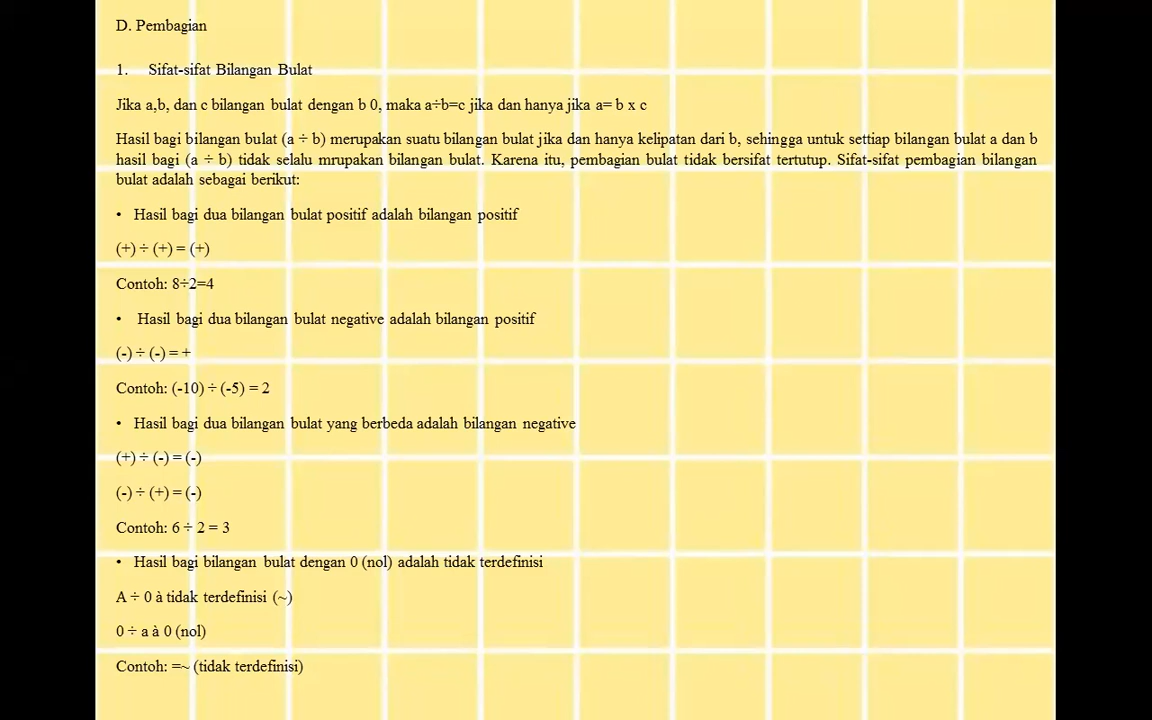 D. Pembagian
1. Sifat-sifat Bilangan Bulat
Jika a,b, dan c bilangan bulat dengan b 0, maka a÷b=c jika dan hanya jika a= b x c
Hasil bagi bilangan bulat (a ÷ b) merupakan suatu bilangan bulat jika dan hanya kelipatan dari b, sehingga untuk settiap bilangan bulat a dan b
hasil bagi (a ÷ b) tidak selalu mrupakan bilangan bulat. Karena itu, pembagian bulat tidak bersifat tertutup. Sifat-sifat pembagian bilangan
bulat adalah sebagai berikut:
• Hasil bagi dua bilangan bulat positif adalah bilangan positif
(+) ÷ (+) = (+)
Contoh: 8÷2=4
• Hasil bagi dua bilangan bulat negative adalah bilangan positif
(-) ÷ (-) = +
Contoh: (-10) ÷ (-5) = 2
• Hasil bagi dua bilangan bulat yang berbeda adalah bilangan negative
(+) ÷ (-) = (-)
(-) ÷ (+) = (-)
Contoh: 6 ÷ 2 = 3
• Hasil bagi bilangan bulat dengan 0 (nol) adalah tidak terdefinisi
A ÷ 0 à tidak terdefinisi (~)
0 ÷ a à 0 (nol)
Contoh: =~ (tidak terdefinisi)